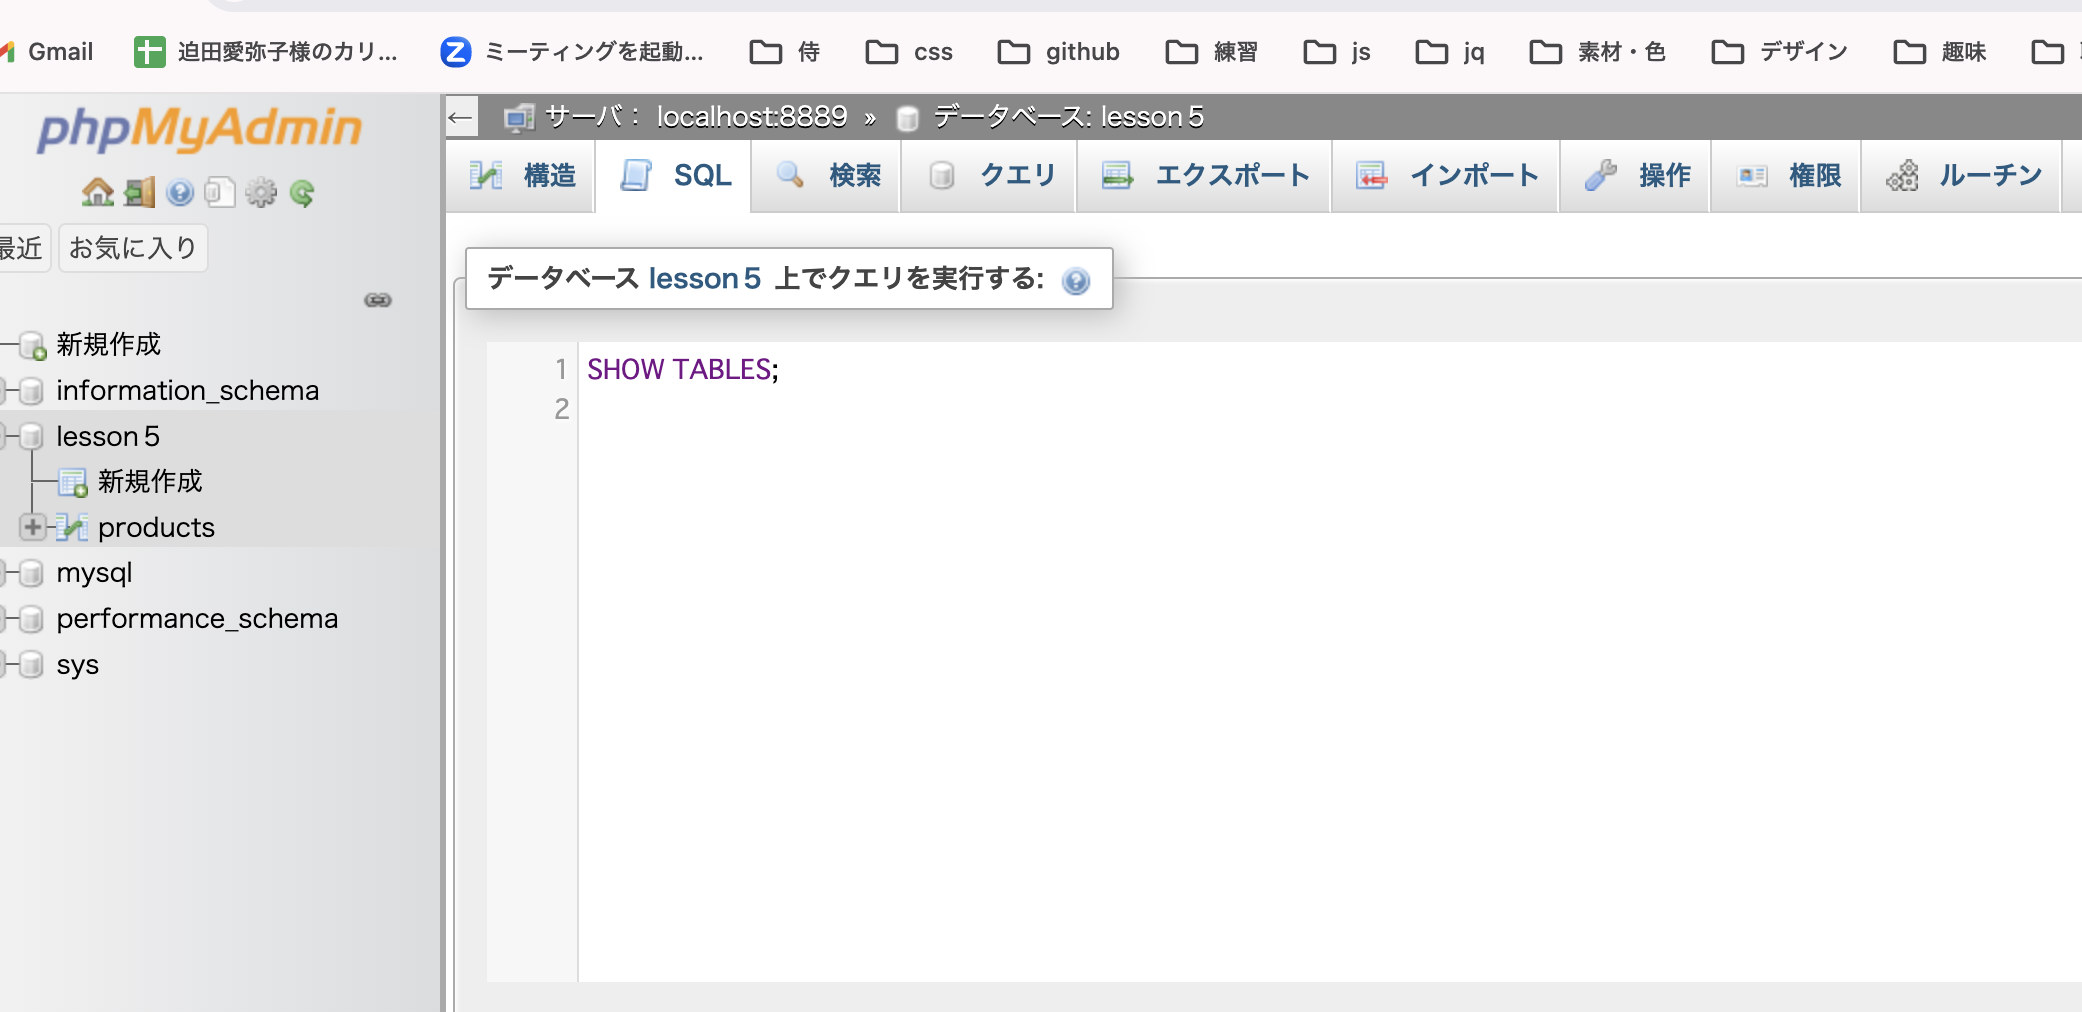 Gmail 迫田愛弥子様のカリ... ミーティングを起動... 侍 css github 練習 js jq 素材・色 デザイン 趣味
phpMyAdmin
最近 お気に入り
新規作成
information_schema
lesson５
新規作成
products
mysql
performance_schema
sys
← サーバ： localhost:8889 » データベース: lesson５
構造 SQL 検索 クエリ エクスポート インポート 操作 権限 ルーチン
データベース lesson５ 上でクエリを実行する:
1 SHOW TABLES;
2